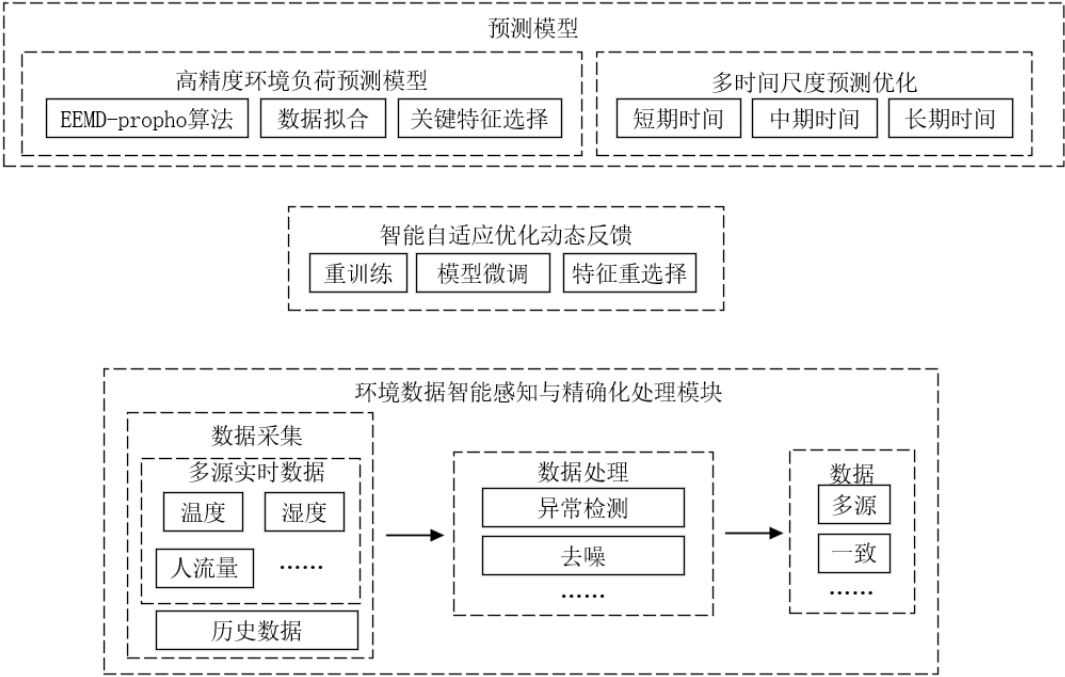 预测模型
高精度环境负荷预测模型
EEMD-propho算法 数据拟合 关键特征选择
多时间尺度预测优化
短期时间 中期时间 长期时间
智能自适应优化动态反馈
重训练 模型微调 特征重选择
环境数据智能感知与精确化处理模块
数据采集
多源实时数据
温度 湿度
人流量 ……
历史数据
数据处理
异常检测
去噪
……
数据
多源
一致
……